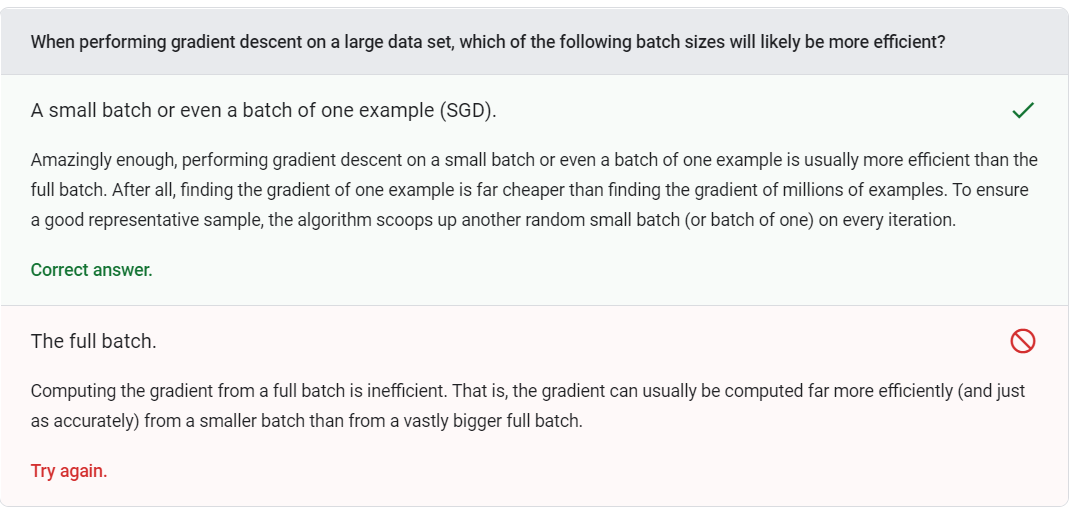 When performing gradient descent on a large data set, which of the following batch sizes will likely be more efficient?
A small batch or even a batch of one example (SGD).
Amazingly enough, performing gradient descent on a small batch or even a batch of one example is usually more efficient than the
full batch. After all, finding the gradient of one example is far cheaper than finding the gradient of millions of examples. To ensure
a good representative sample, the algorithm scoops up another random small batch (or batch of one) on every iteration.
Correct answer.
The full batch.
Computing the gradient from a full batch is inefficient. That is, the gradient can usually be computed far more efficiently (and just
as accurately) from a smaller batch than from a vastly bigger full batch.
Try again.